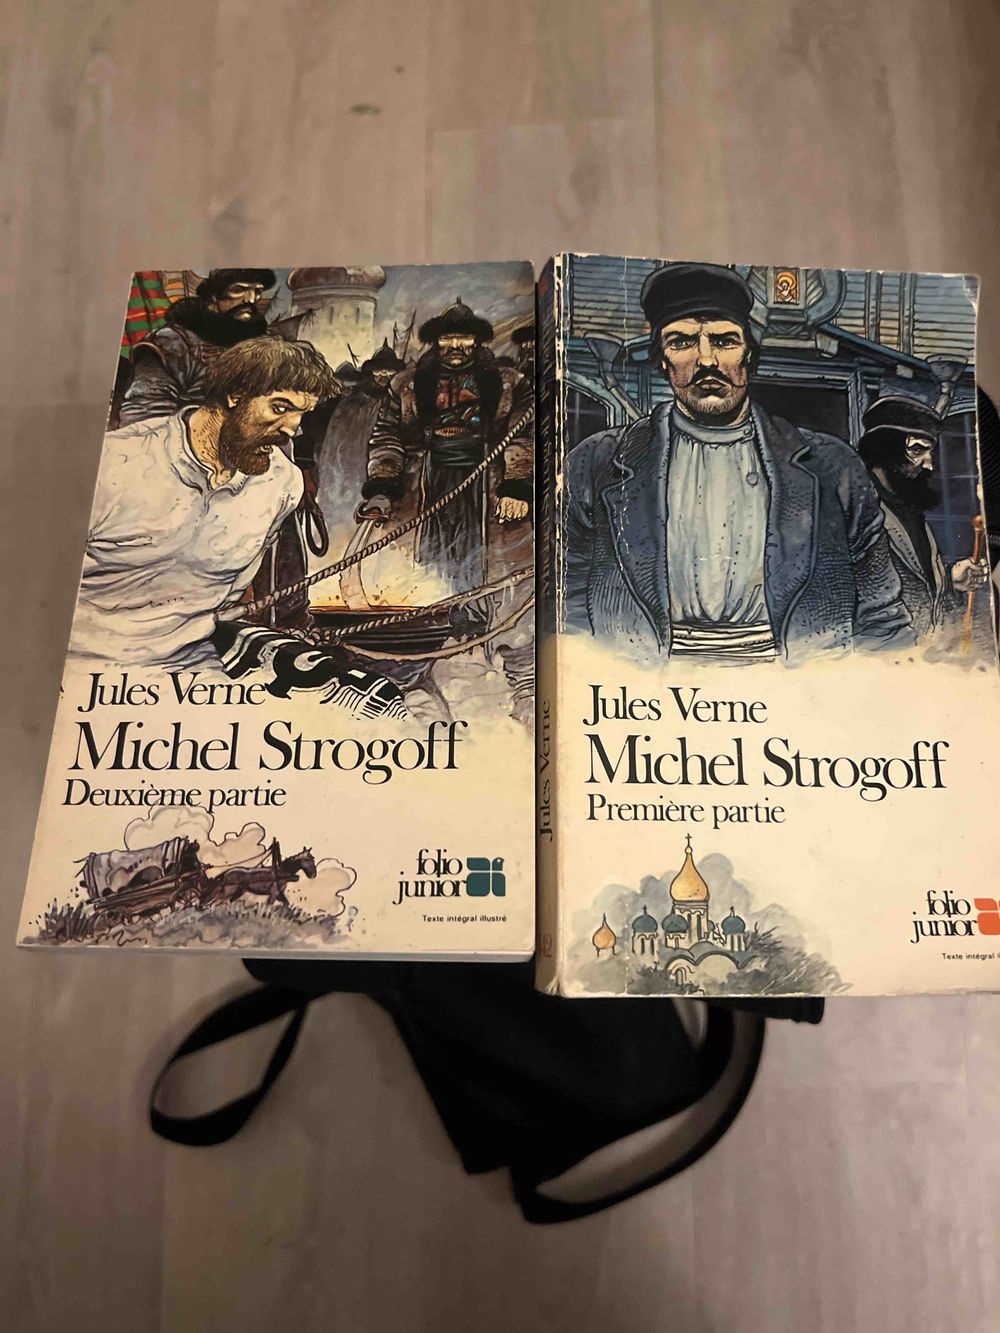 Jules Verne
Michel Strogoff
Deuxième partie
folio
junior
Texte intégral illustré
Jules Verne
Jules Verne
Michel Strogoff
Première partie
folio
junior
Texte intégral